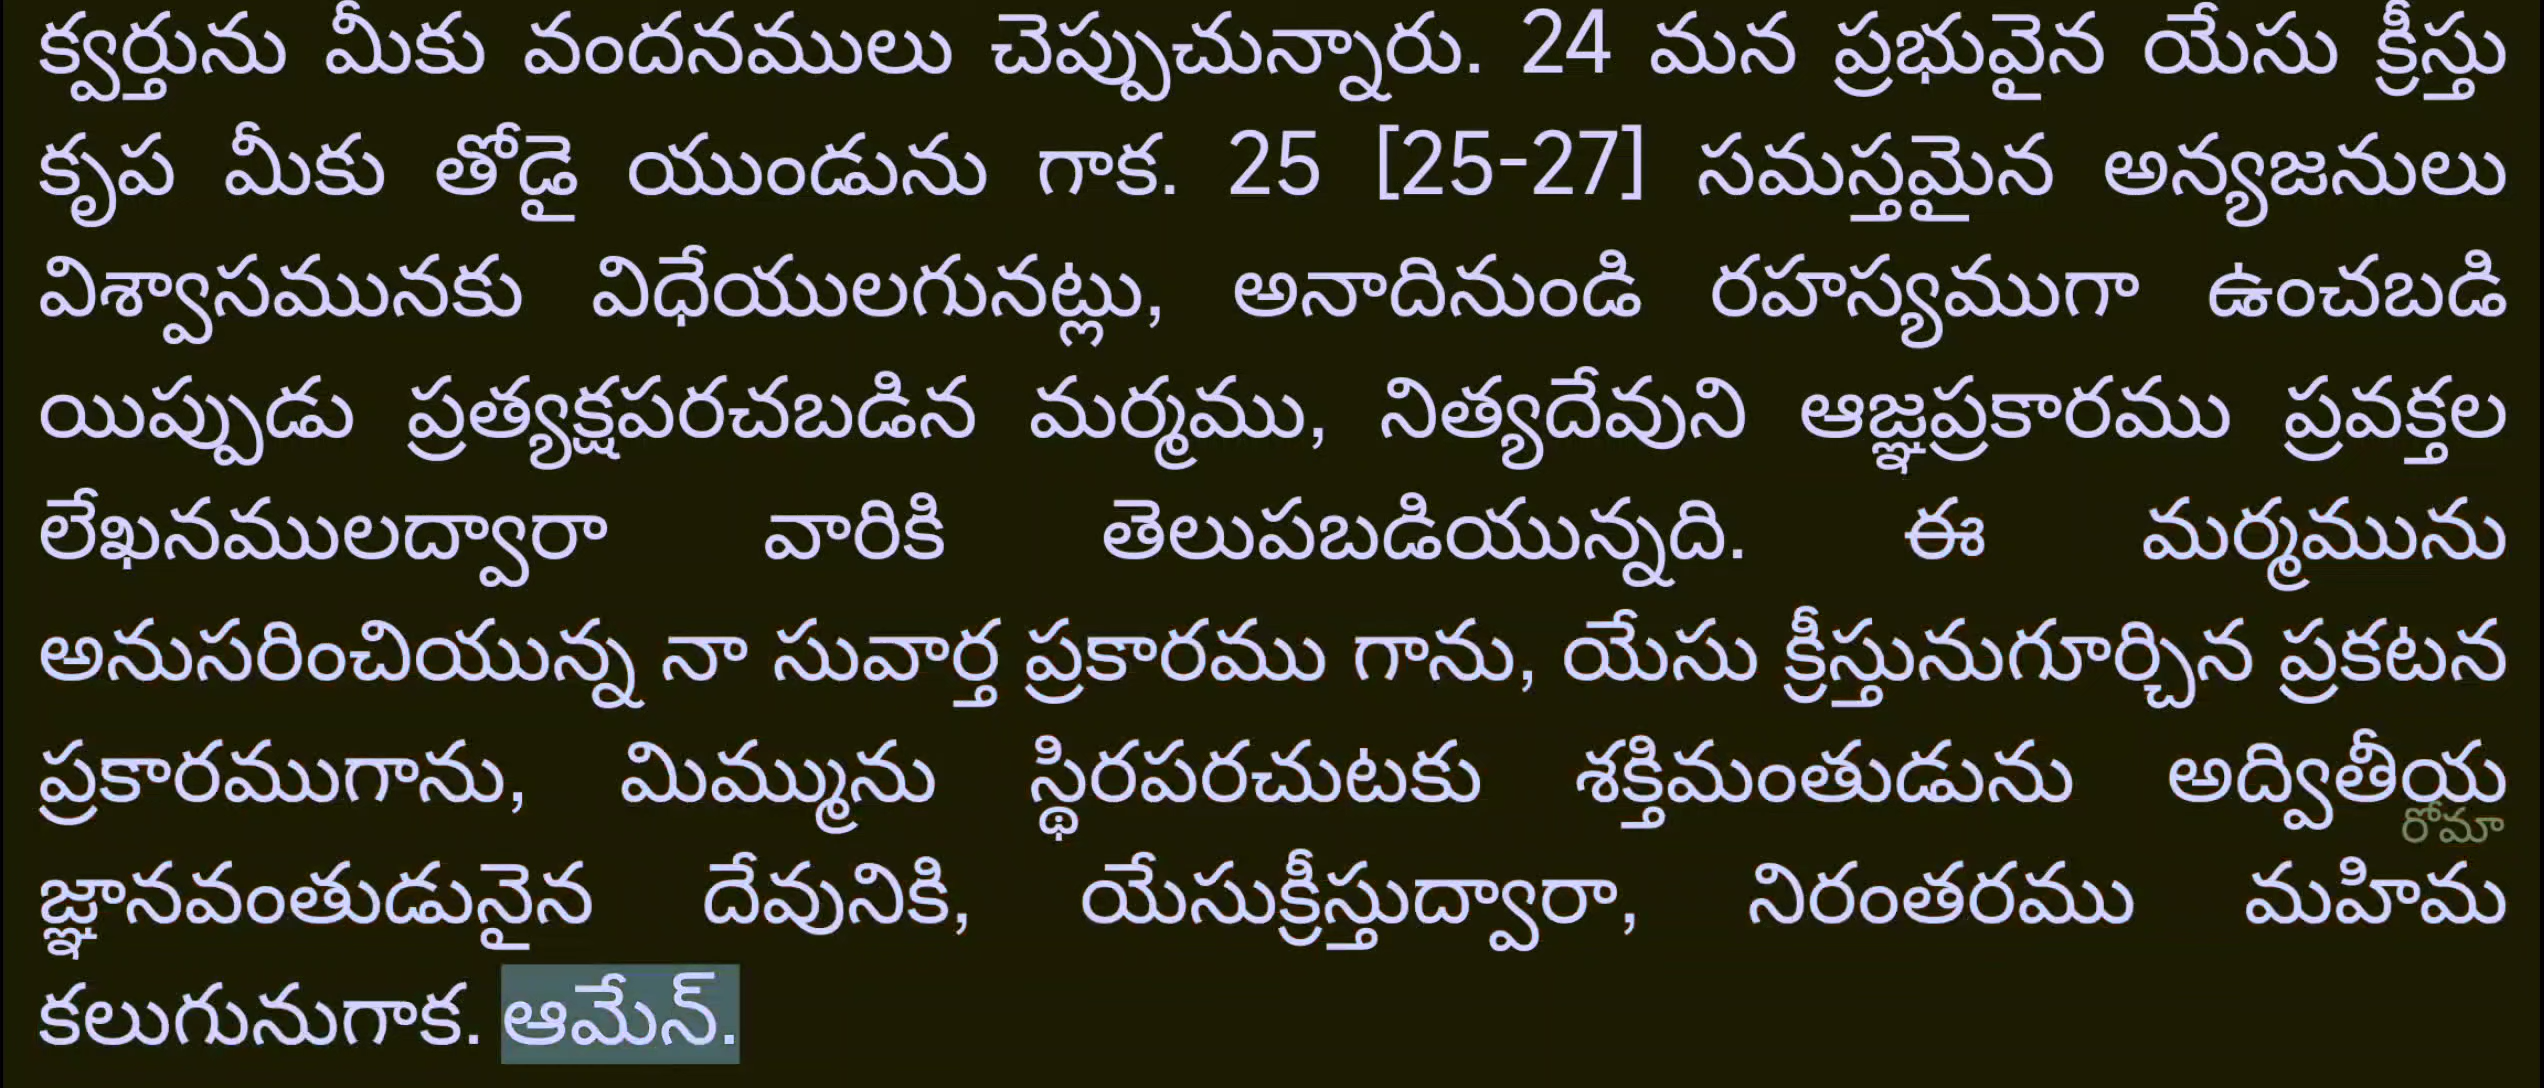 క్వర్తును మీకు వందనములు చెప్పుచున్నారు. 24 మన ప్రభువైన యేసు క్రీస్తు
కృప మీకు తోడై యుండును గాక. 25 [25-27] సమస్తమైన అన్యజనులు
విశ్వాసమునకు విధేయులగునట్లు, అనాదినుండి రహస్యముగా ఉంచబడి
యిప్పుడు ప్రత్యక్షపరచబడిన మర్మము, నిత్యదేవుని ఆజ్ఞప్రకారము ప్రవక్తల
లేఖనములద్వారా వారికి తెలుపబడియున్నది. ఈ మర్మమును
అనుసరించియున్న నా సువార్త ప్రకారము గాను, యేసు క్రీస్తునుగూర్చిన ప్రకటన
ప్రకారముగాను, మిమ్మును స్థిరపరచుటకు శక్తిమంతుడును అద్వితీయ
రోమా
జ్ఞానవంతుడునైన దేవునికి, యేసుక్రీస్తుద్వారా, నిరంతరము మహిమ
కలుగునుగాక. ఆమేన్.